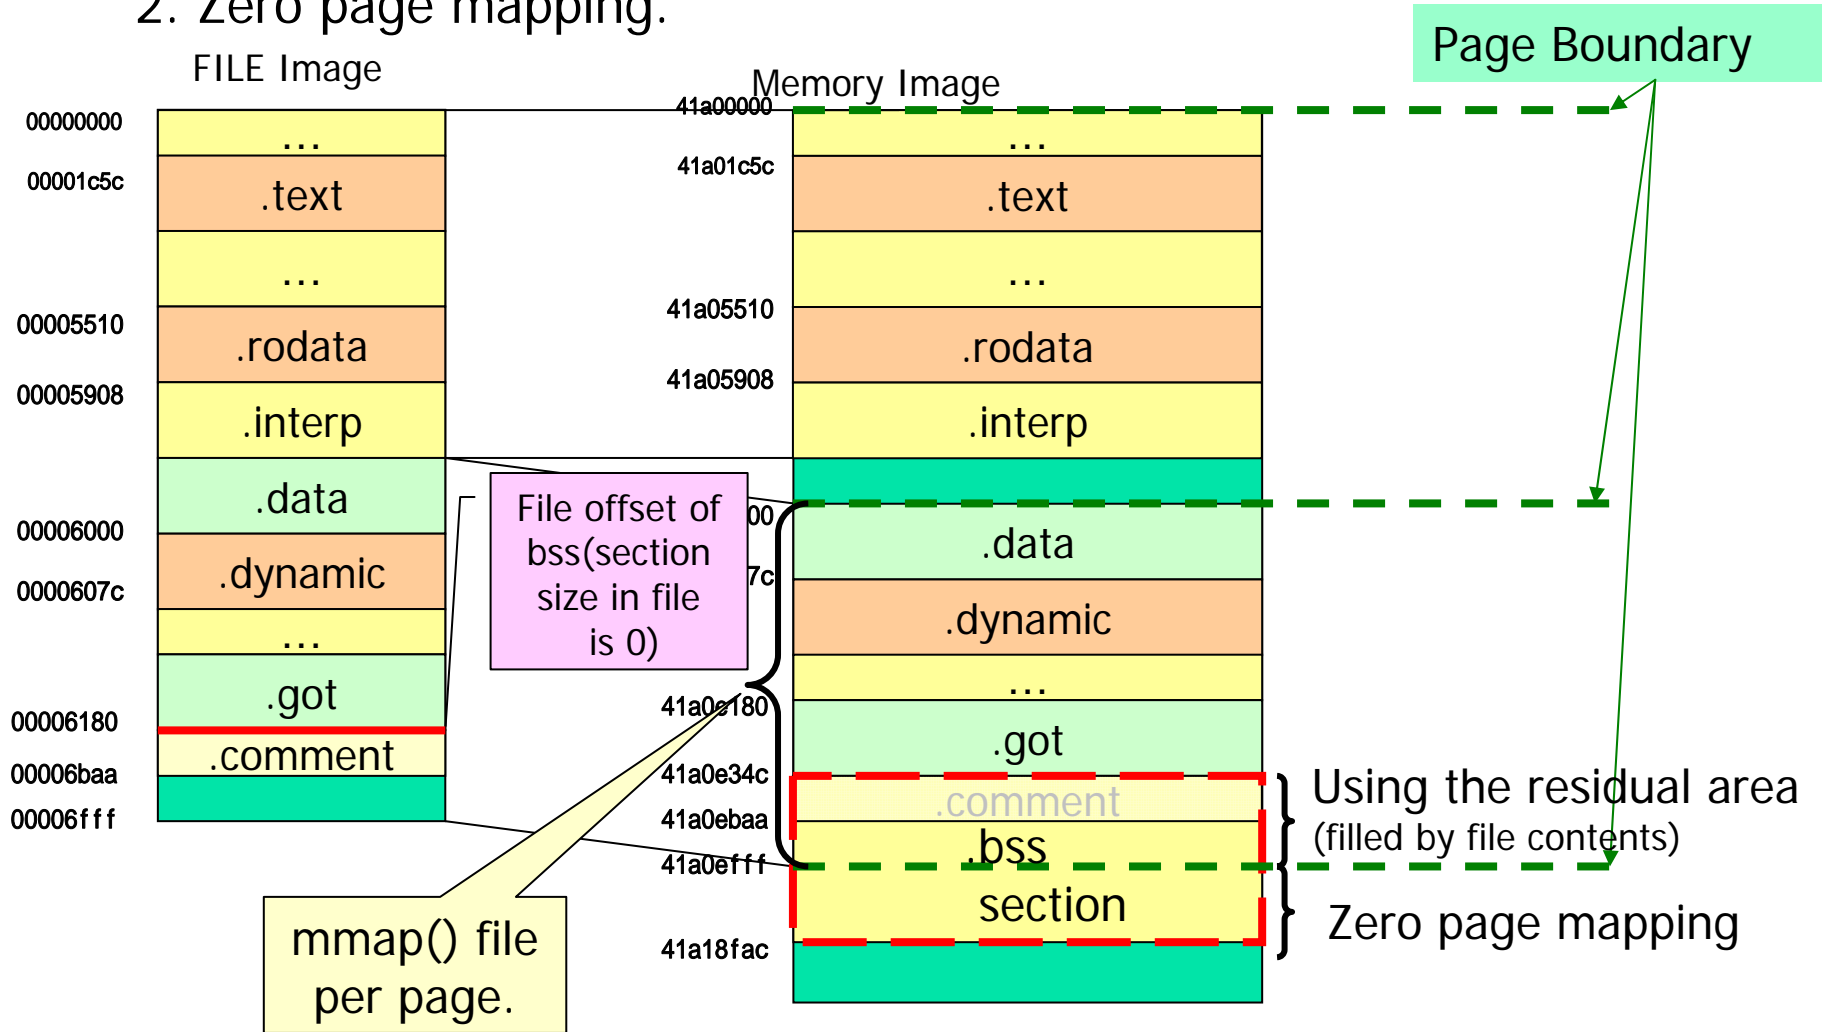 2. Zero page mapping.
Page Boundary
FILE Image
Memory Image
00000000
00001c5c
00005510
00005908
00006000
0000607c
00006180
00006baa
00006fff
...
.text
...
.rodata
.interp
.data
.dynamic
...
.got
.comment
File offset of
bss(section
size in file
is 0)
mmap() file
per page.
41a00000
41a01c5c
41a05510
41a05908
00
7c
41a0e180
41a0e34c
41a0ebaa
41a0efff
41a18fac
...
.text
...
.rodata
.interp
.data
.dynamic
...
.got
.comment
.bss
section
Using the residual area
(filled by file contents)
Zero page mapping